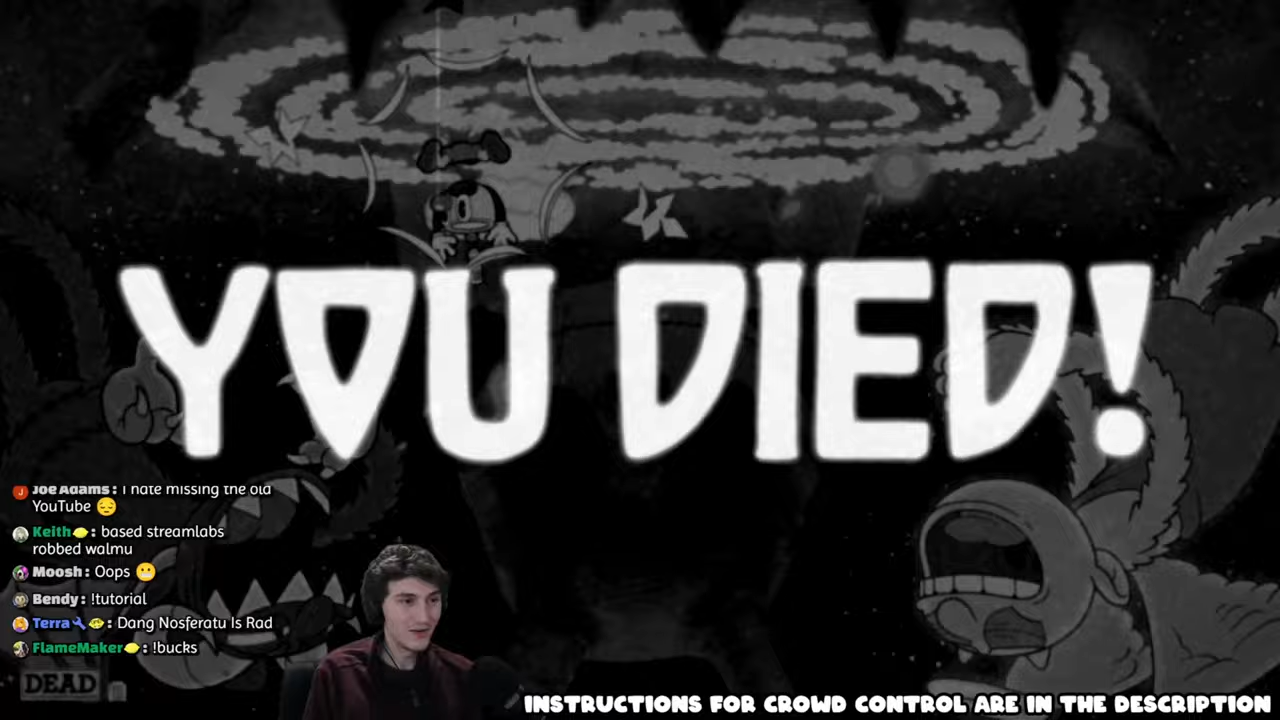 YOU DIED!
Joe Adams: I hate missing the old
YouTube 😔
Keith🍋: based streamlabs
robbed walmu
Moosh: Oops 😬
Bendy: !tutorial
Terra🔧🐡: Dang Nosferatu Is Rad
FlameMaker🍋: !bucks
DEAD
INSTRUCTIONS FOR CROWD CONTROL ARE IN THE DESCRIPTION